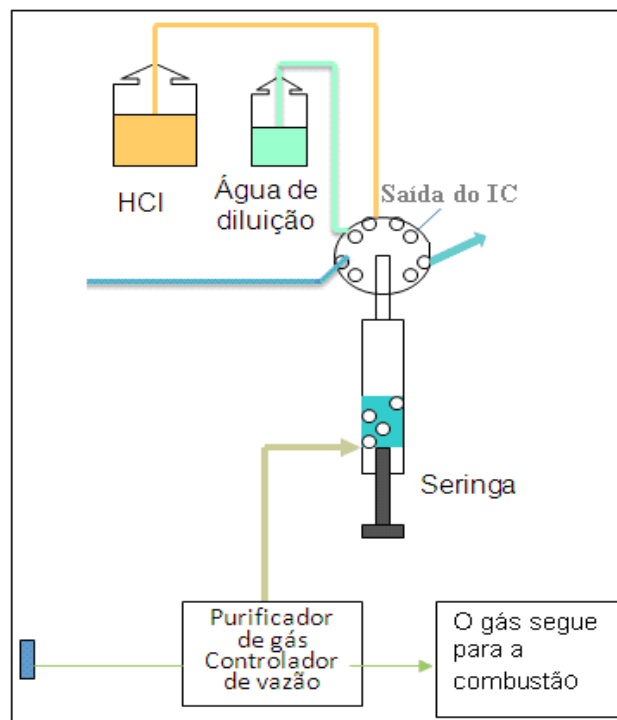 HCl
Água de
diluição
Saída do IC
Seringa
Purificador
de gás
Controlador
de vazão
O gás segue
para a
combustão